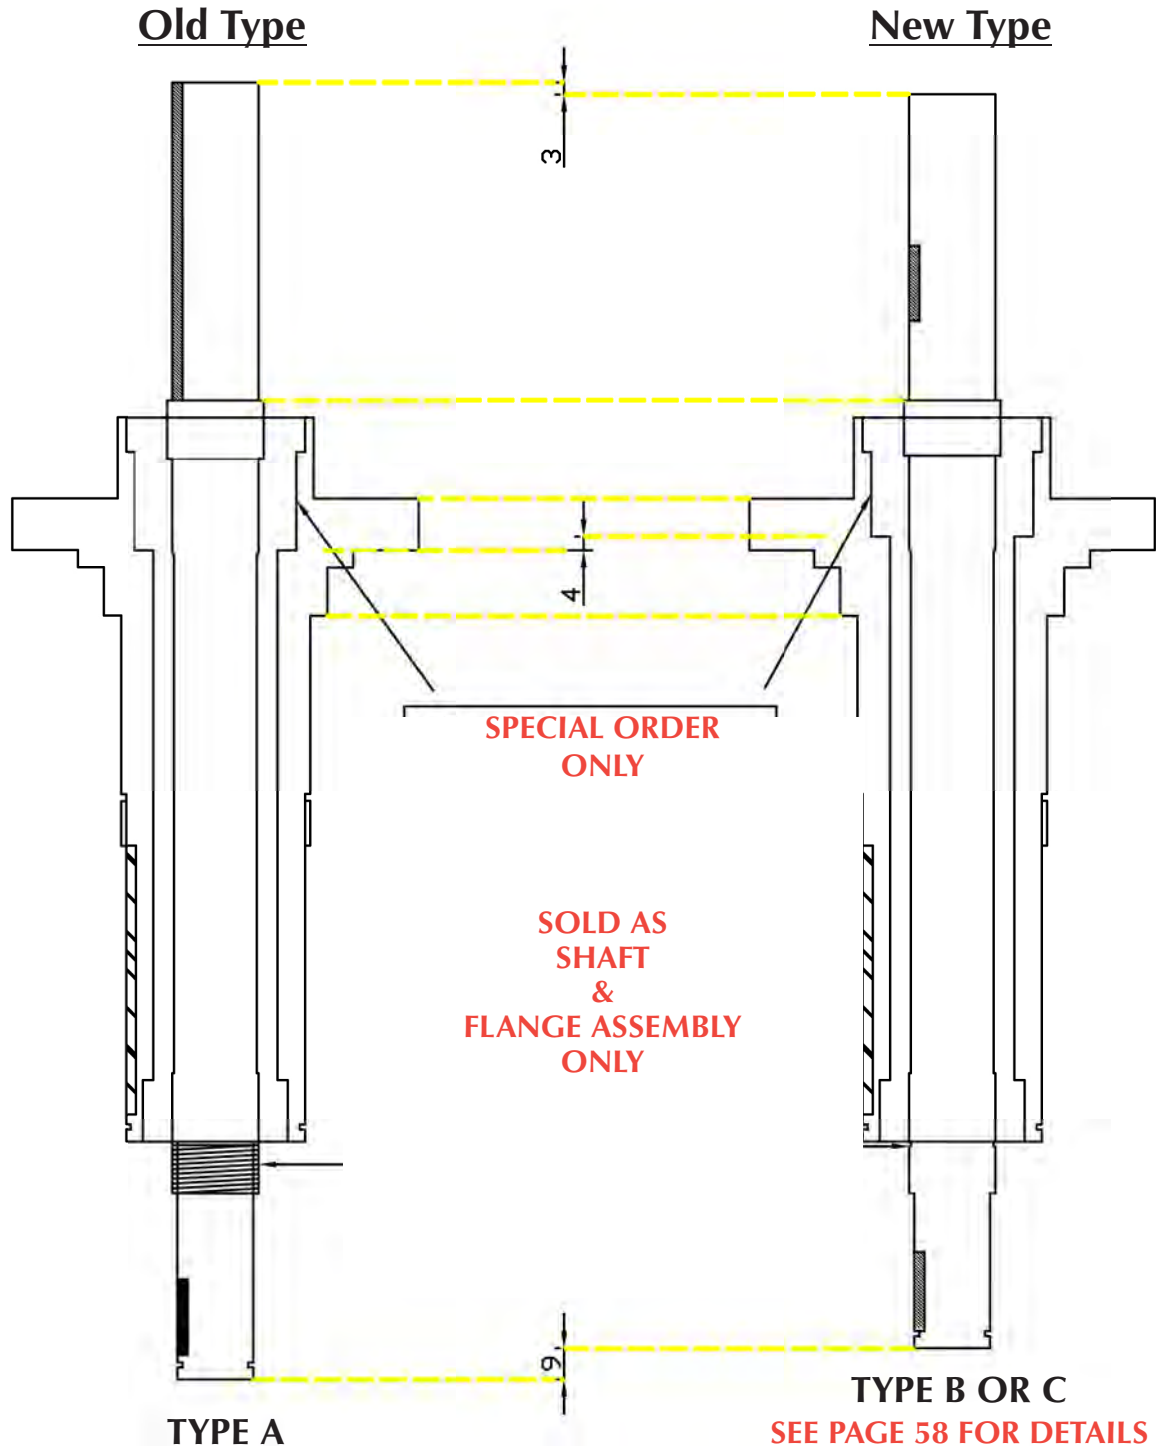 Old Type
New Type
3
4
SPECIAL ORDER
ONLY
SOLD AS
SHAFT
&
FLANGE ASSEMBLY
ONLY
9
TYPE A
TYPE B OR C
SEE PAGE 58 FOR DETAILS